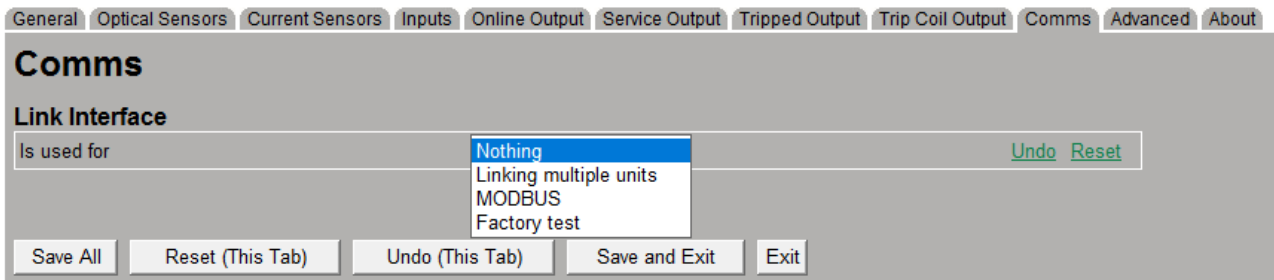 General Optical Sensors Current Sensors Inputs Online Output Service Output Tripped Output Trip Coil Output Comms Advanced About
Comms
Link Interface
Is used for Nothing Undo Reset
Linking multiple units
MODBUS
Factory test
Save All Reset (This Tab) Undo (This Tab) Save and Exit Exit